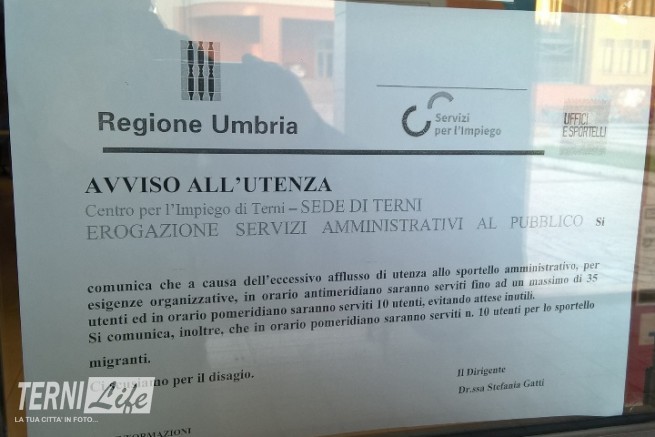 Regione Umbria
Servizi
per l'Impiego
UFFICI
E SPORTELLI
AVVISO ALL'UTENZA
Centro per l'Impiego di Terni – SEDE DI TERNI
EROGAZIONE SERVIZI AMMINISTRATIVI AL PUBBLICO Si
comunica che a causa dell'eccessivo afflusso di utenza allo sportello amministrativo, per
esigenze organizzative, in orario antimeridiano saranno serviti fino ad un massimo di 35
utenti ed in orario pomeridiano saranno serviti 10 utenti, evitando attese inutili.
Si comunica, inoltre, che in orario pomeridiano saranno serviti n. 10 utenti per lo sportello
migranti.
Ci scusiamo per il disagio.
Il Dirigente
Dr.ssa Stefania Gatti
TERNI Life
LA TUA CITTA' IN FOTO...